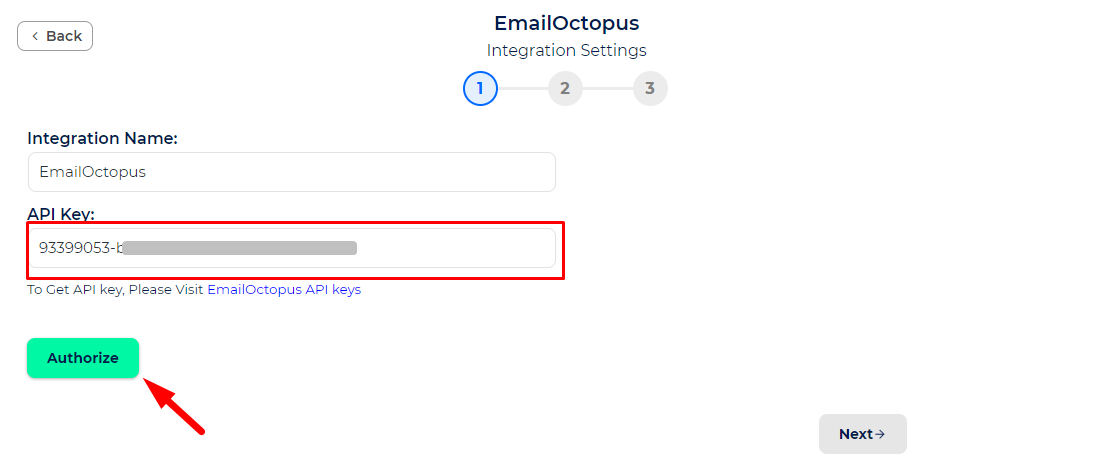 EmailOctopus
Back
Integration Settings
1 2 3
Integration Name:
EmailOctopus
API Key:
93399053-b
To Get API key, Please Visit EmailOctopus API keys
Authorize
Next